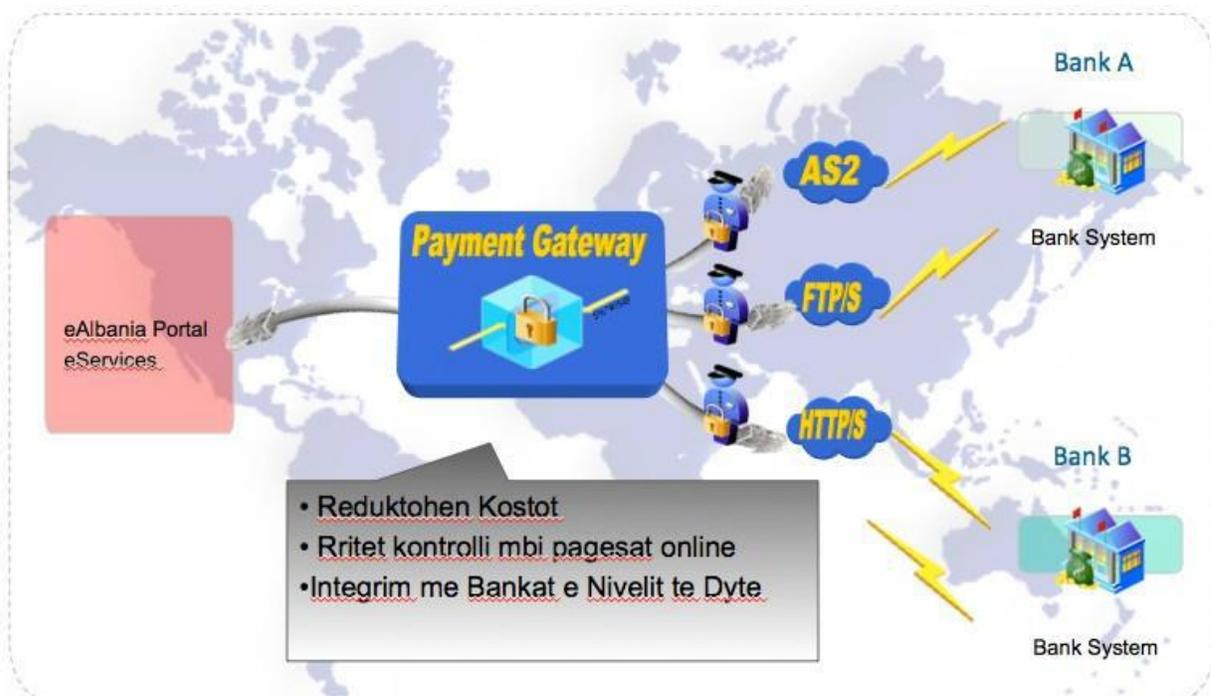 Bank A
Bank System
AS2
Payment Gateway
FTP/S
eAlbania Portal
eServices
HTTP/S
Bank B
Bank System
• Reduktohen Kostot
• Rritet kontrolli mbi pagesat online
•Integrim me Bankat e Nivelit te Dyte